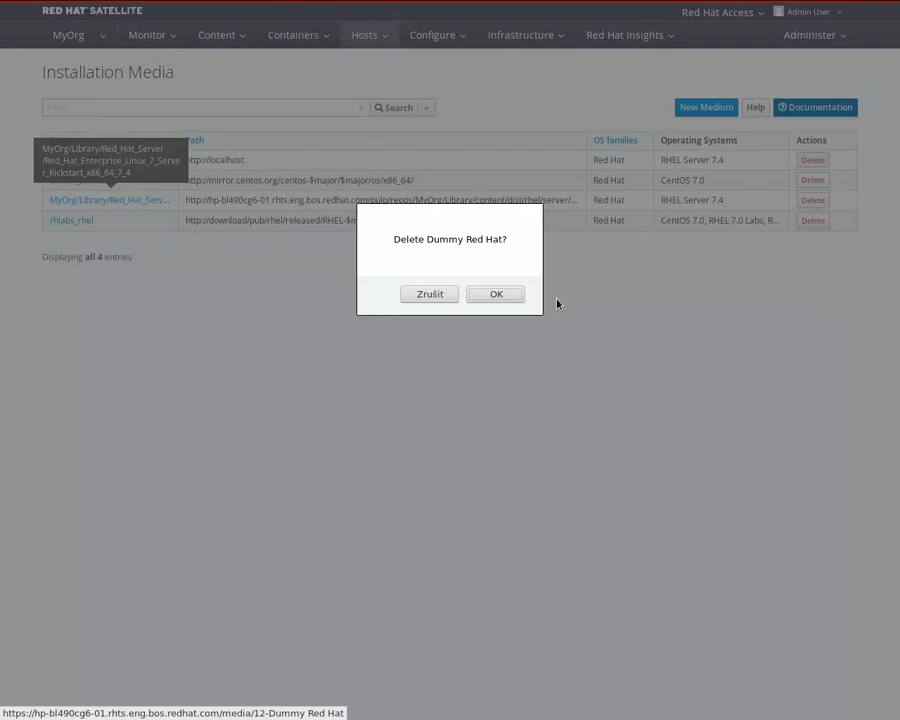 RED HAT SATELLITE
Red Hat Access
Admin User
MyOrg
Monitor
Content
Containers
Hosts
Configure
Infrastructure
Red Hat Insights
Administer
Installation Media
Search
New Medium
Help
Documentation
Path
OS families
Operating Systems
Actions
MyOrg/Library/Red_Hat_Server
/Red_Hat_Enterprise_Linux_7_Serve
r_Kickstart_x86_64_7_4
http://localhost
Red Hat
RHEL Server 7.4
Delete
http://mirror.centos.org/centos-$major/$major/os/x86_64/
Red Hat
CentOS 7.0
Delete
MyOrg/Library/Red_Hat_Serv...
http://hp-bl490cg6-01.rhts.eng.bos.redhat.com/pulp/repos/MyOrg/Library/content/dist/rhel/server/...
Red Hat
RHEL Server 7.4
Delete
rhlabs_rhel
http://download/pub/rhel/released/RHEL-$m
Red Hat
CentOS 7.0, RHEL 7.0 Labs, R...
Delete
Displaying all 4 entries
Delete Dummy Red Hat?
Zrušit
OK
https://hp-bl490cg6-01.rhts.eng.bos.redhat.com/media/12-Dummy Red Hat